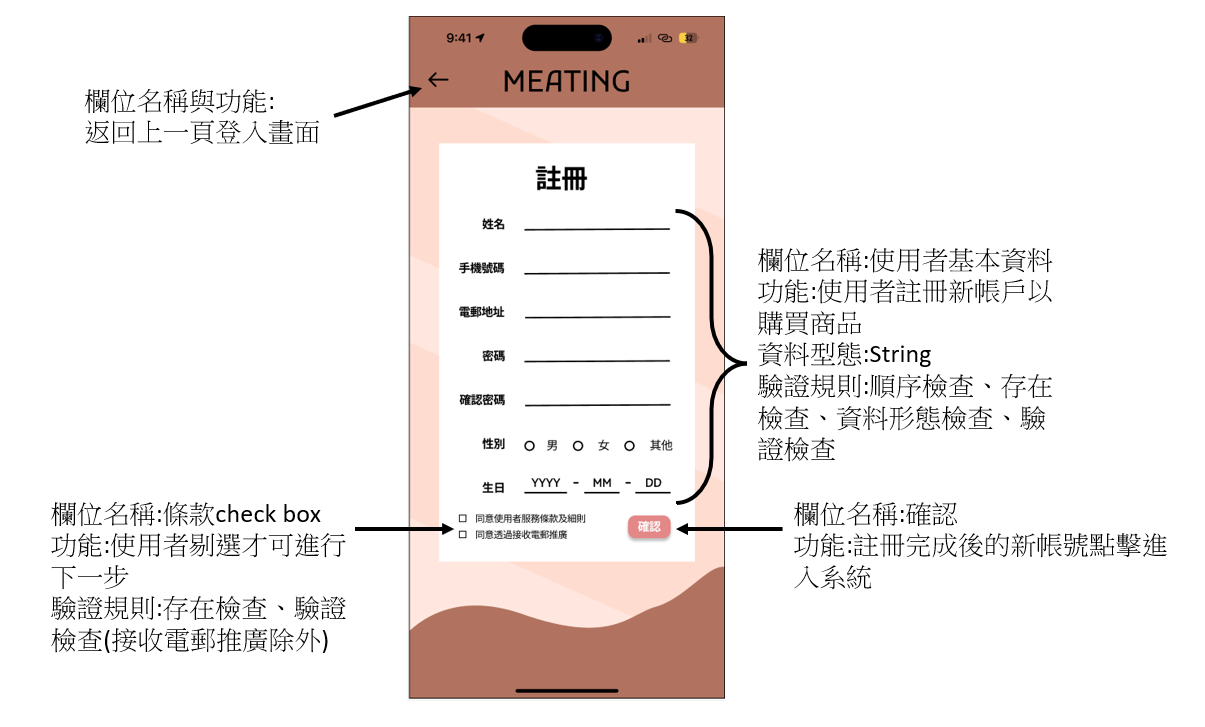 9:41
32
MEATING
欄位名稱與功能:
返回上一頁登入畫面
註冊
姓名
手機號碼
電郵地址
密碼
確認密碼
性別 男 女 其他
生日 YYYY - MM - DD
同意使用者服務條款及細則
同意透過接收電郵推廣
確認
欄位名稱:使用者基本資料
功能:使用者註冊新帳戶以
購買商品
資料型態:String
驗證規則:順序檢查、存在
檢查、資料形態檢查、驗
證檢查
欄位名稱:條款check box
功能:使用者剔選才可進行
下一步
驗證規則:存在檢查、驗證
檢查(接收電郵推廣除外)
欄位名稱:確認
功能:註冊完成後的新帳號點擊進
入系統